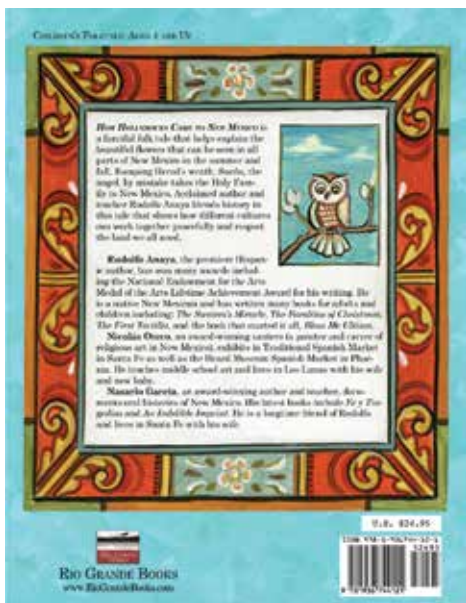 CHILDREN'S FOLKTALE: AGES 4 AND UP
HOW HOLLYHOCKS CAME TO NEW MEXICO is
a fanciful folk tale that helps explain the
beautiful flowers that can be seen in all
parts of New Mexico in the summer and
fall. Escaping Herod's wrath, Sueño, the
angel, by mistake takes the Holy Fam-
ily to New Mexico. Acclaimed author and
teacher Rudolfo Anaya blends history in
this tale that shows how different cultures
can work together peacefully and respect
the land we all need.
Rudolfo Anaya, the premiere Hispan-
ic author, has won many awards includ-
ing the National Endowment for the Arts
Medal of the Arts Lifetime Achievement Award for his writing. He
is a native New Mexican and has written many books for adults and
children including: The Santero's Miracle, The Farolitos of Christmas,
The First Tortilla, and the book that started it all, Bless Me Ultima.
Nicolás Otero, an award-winning santero (a painter and carver of
religious art in New Mexico), exhibits in Traditional Spanish Market
in Santa Fe as well as the Heard Museum Spanish Market in Phoe-
nix. He teaches middle school art and lives in Los Lunas with his wife
and new baby.
Nasario García, an award-winning author and teacher, docu-
ments oral histories of New Mexico. His latest books include Fe y Tra-
gedias and An Indelible Imprint. He is a longtime friend of Rudolfo
and lives in Santa Fe with his wife.
U.S. $24.95
RIO GRANDE BOOKS
www.RioGrandeBooks.com